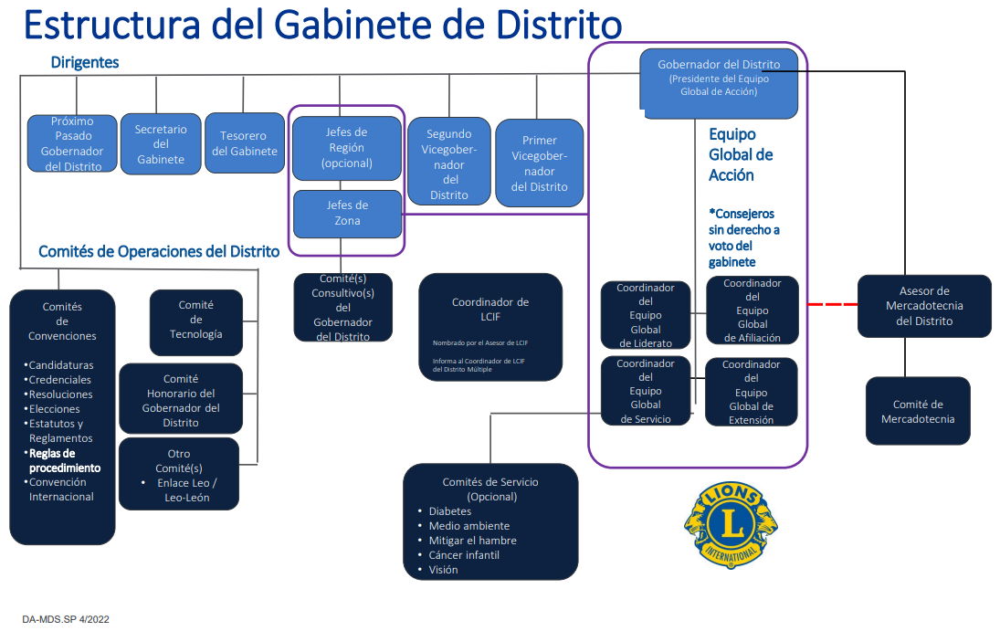 Estructura del Gabinete de Distrito
Dirigentes
Gobernador del Distrito
(Presidente del Equipo
Global de Acción)
Próximo
Pasado
Gobernador
del Distrito
Secretario
del
Gabinete
Tesorero
del Gabinete
Jefes de
Región
(opcional)
Jefes de
Zona
Segundo
Vicegober-
nador
del
Distrito
Primer
Vicegober-
nador
del Distrito
Equipo
Global de
Acción
*Consejeros
sin derecho a
voto del
gabinete
Comités de Operaciones del Distrito
Comités
de
Convenciones
•Candidaturas
•Credenciales
•Resoluciones
•Elecciones
•Estatutos y
Reglamentos
•Reglas de
procedimiento
•Convención
Internacional
Comité
de
Tecnología
Comité
Honorario del
Gobernador del
Distrito
Otro
Comité(s)
• Enlace Leo /
Leo-León
Comité(s)
Consultivo(s)
del
Gobernador
del Distrito
Coordinador de
LCIF
Nombrado por el Asesor de LCIF
Informa al Coordinador de LCIF
del Distrito Múltiple
Coordinador
del
Equipo
Global
de Liderato
Coordinador
del
Equipo
Global
de Afiliación
Coordinador
del
Equipo
Global
de Servicio
Coordinador
del
Equipo
Global de
Extensión
Asesor de
Mercadotecnia
del Distrito
Comité de
Mercadotecnia
Comités de Servicio
(Opcional)
• Diabetes
• Medio ambiente
• Mitigar el hambre
• Cáncer infantil
• Visión
LIONS
L
INTERNATIONAL
DA-MDS.SP 4/2022